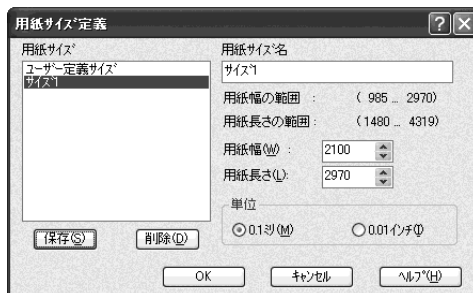 用紙サイズ定義
用紙サイズ
ユーザー定義サイズ
サイズ1
保存(S)
削除(D)
用紙サイズ名
サイズ1
用紙幅の範囲 : ( 985 .. 2970)
用紙長さの範囲 : (1480 .. 4319)
用紙幅(W) : 2100
用紙長さ(L): 2970
単位
0.1ミリ(M) 0.01インチ(I)
OK キャンセル ヘルプ(H)